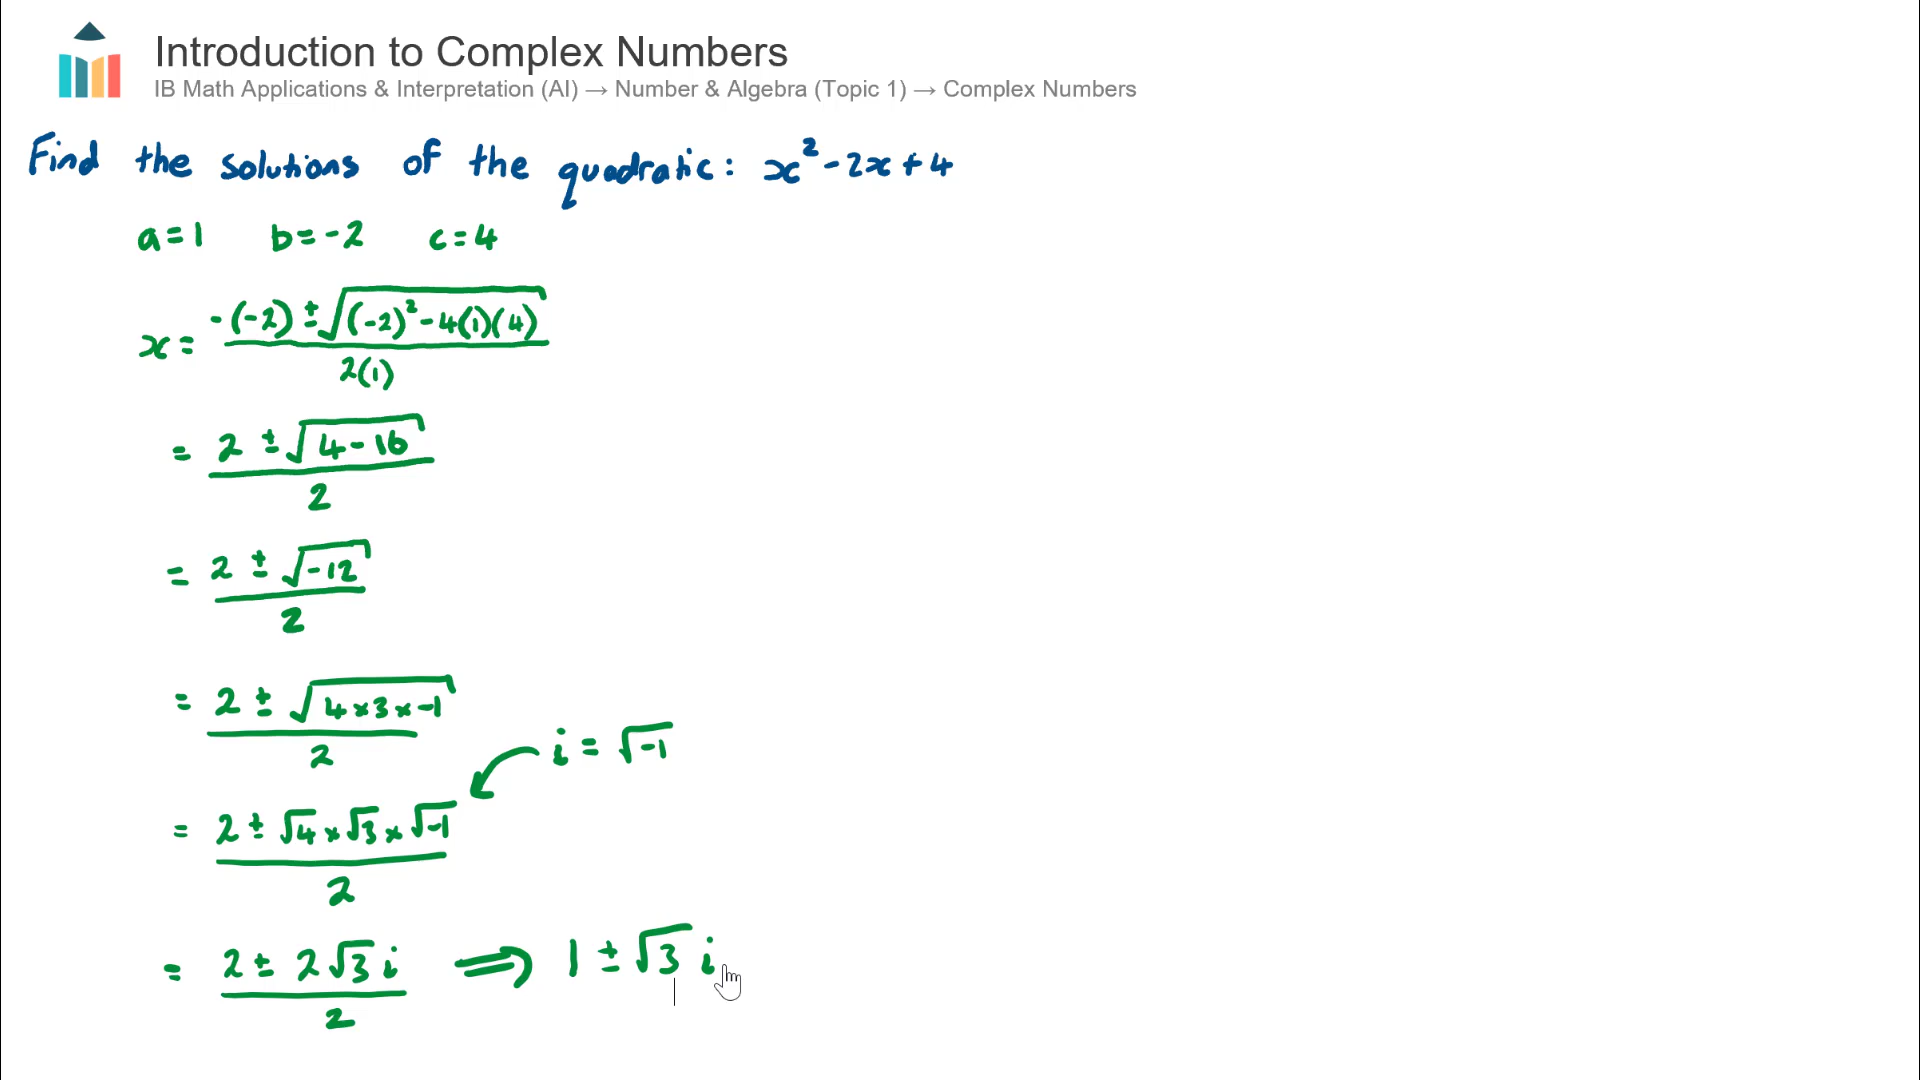 Introduction to Complex Numbers
IB Math Applications & Interpretation (AI) → Number & Algebra (Topic 1) → Complex Numbers
Find the solutions of the quadratic: x² - 2x + 4
a = 1 b = -2 c = 4
x = (-(-2) ± √((-2)² - 4(1)(4))) / 2(1)
= (2 ± √(4 - 16)) / 2
= (2 ± √(-12)) / 2
= (2 ± √(4 × 3 × -1)) / 2
i = √-1
= (2 ± √4 × √3 × √-1) / 2
= (2 ± 2√3 i) / 2 ⟹ 1 ± √3 i